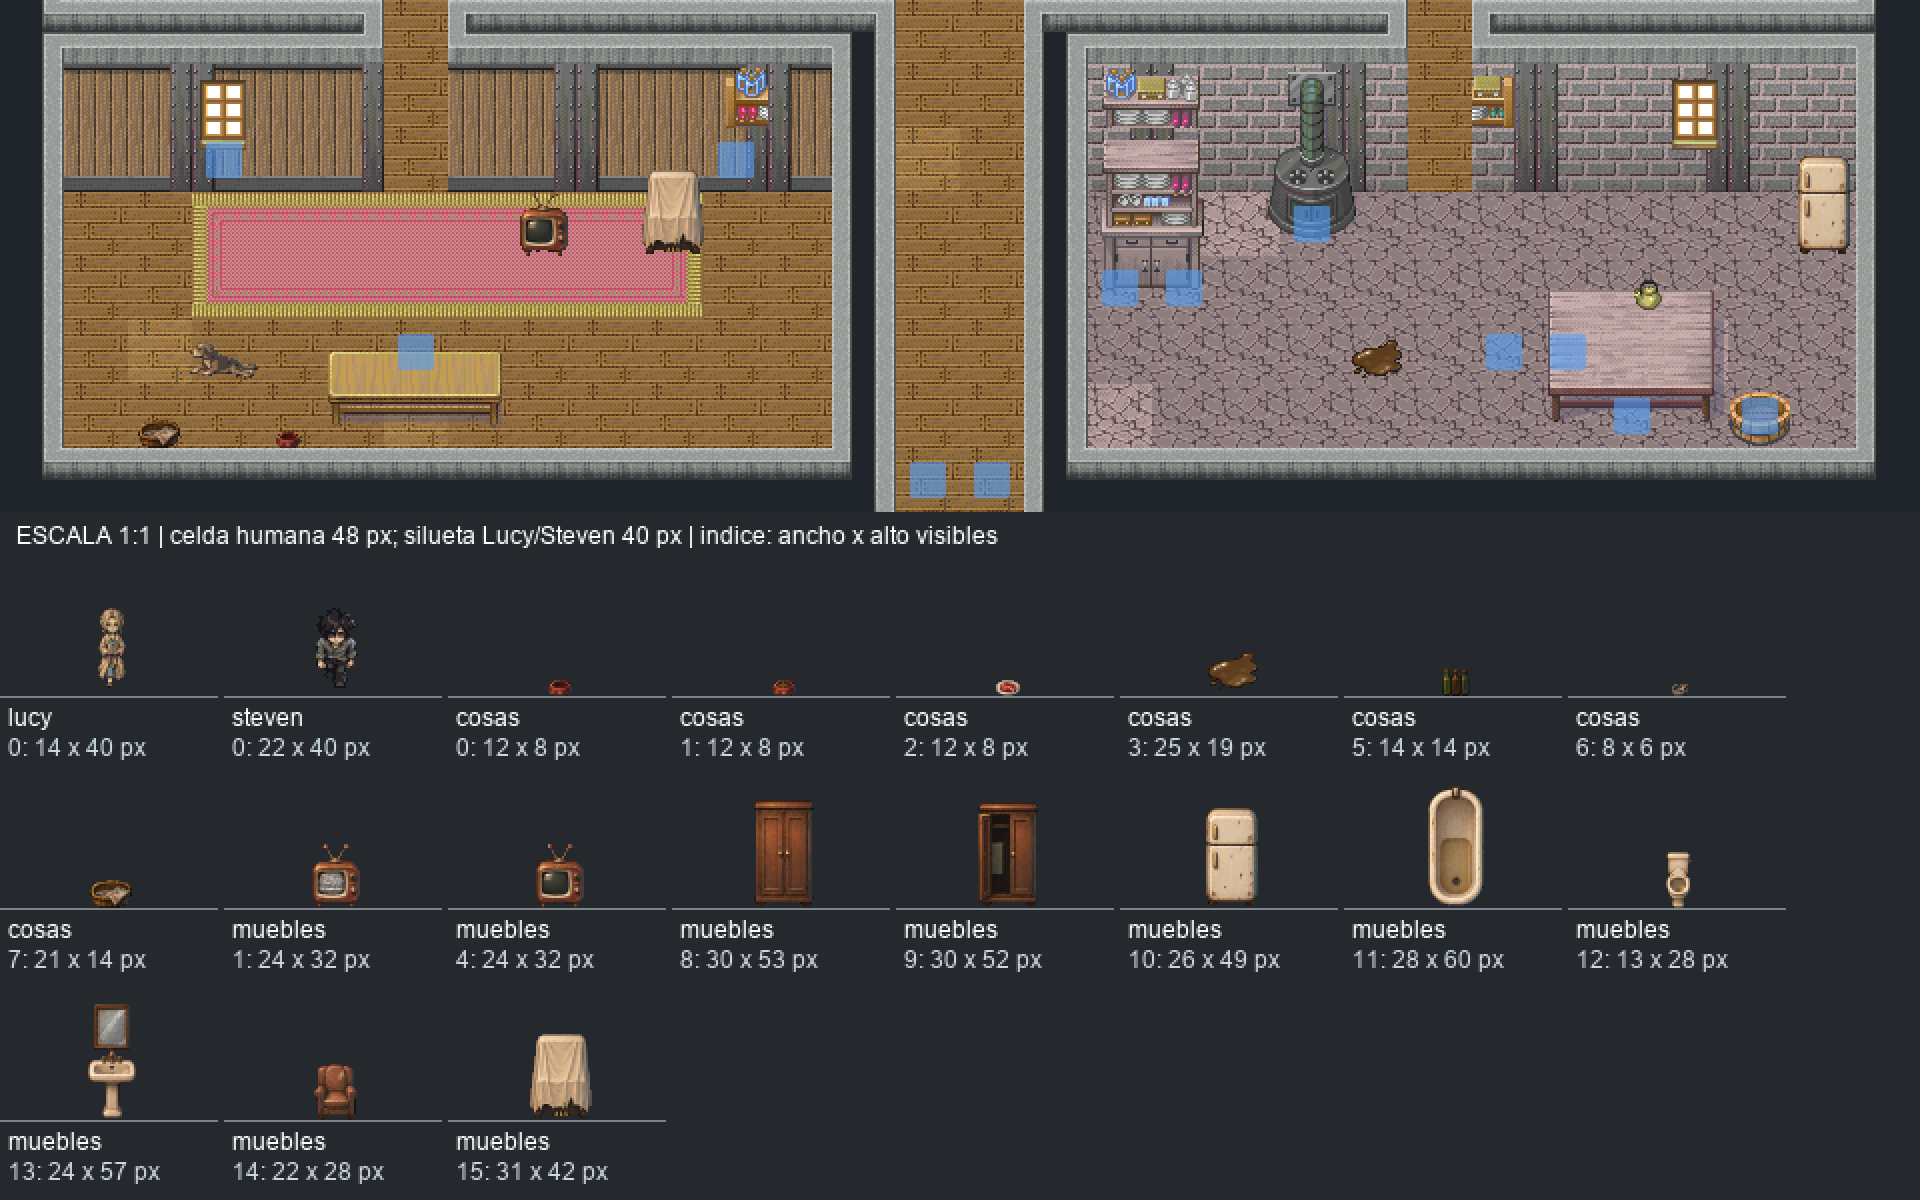 ESCALA 1:1 | celda humana 48 px; silueta Lucy/Steven 40 px | indice: ancho x alto visibles
lucy
0: 14 x 40 px
steven
0: 22 x 40 px
cosas
0: 12 x 8 px
cosas
1: 12 x 8 px
cosas
2: 12 x 8 px
cosas
3: 25 x 19 px
cosas
5: 14 x 14 px
cosas
6: 8 x 6 px
cosas
7: 21 x 14 px
muebles
1: 24 x 32 px
muebles
4: 24 x 32 px
muebles
8: 30 x 53 px
muebles
9: 30 x 52 px
muebles
10: 26 x 49 px
muebles
11: 28 x 60 px
muebles
12: 13 x 28 px
muebles
13: 24 x 57 px
muebles
14: 22 x 28 px
muebles
15: 31 x 42 px